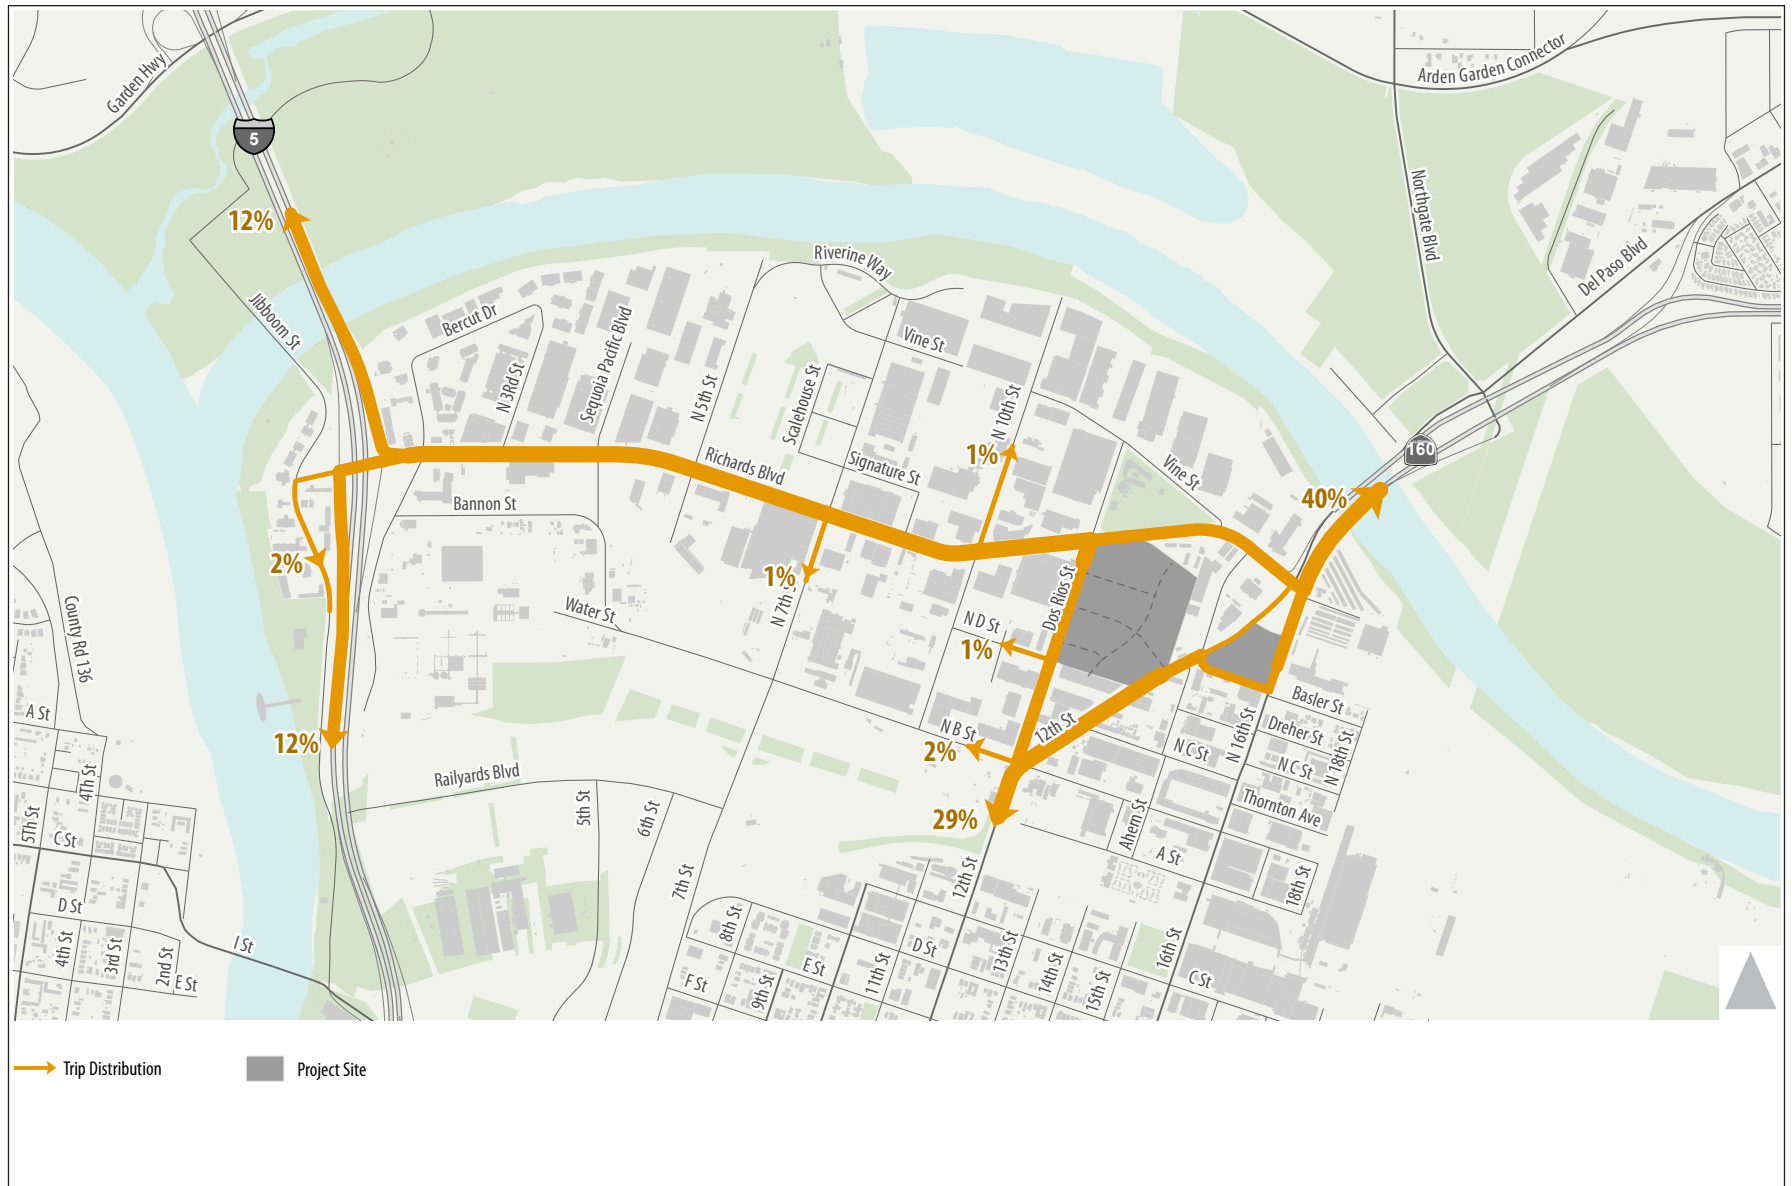 Garden Hwy
5
Arden Garden Connector
Northgate Blvd
Del Paso Blvd
12%
Riverine Way
Jibboom St
Bercut Dr
N 3Rd St
Sequoia Pacific Blvd
N 5th St
Scalehouse St
Vine St
N 10th St
1%
Richards Blvd
Signature St
Vine St
160
40%
Bannon St
2%
1%
N 7th St
Water St
County Rd 136
Dos Rios St
N D St
1%
12%
A St
N B St
2%
12th St
N C St
N 16th St
Basler St
Dreher St
N C St
N 18th St
Thornton Ave
Railyards Blvd
4Th St
5Th St
C St
5th St
6th St
29%
Ahern St
A St
18th St
7th St
12th St
D St
4th St
3rd St
2nd St
E St
I St
8th St
9th St
F St
E St
11th St
D St
13th St
14th St
15th St
16th St
C St
Trip Distribution
Project Site